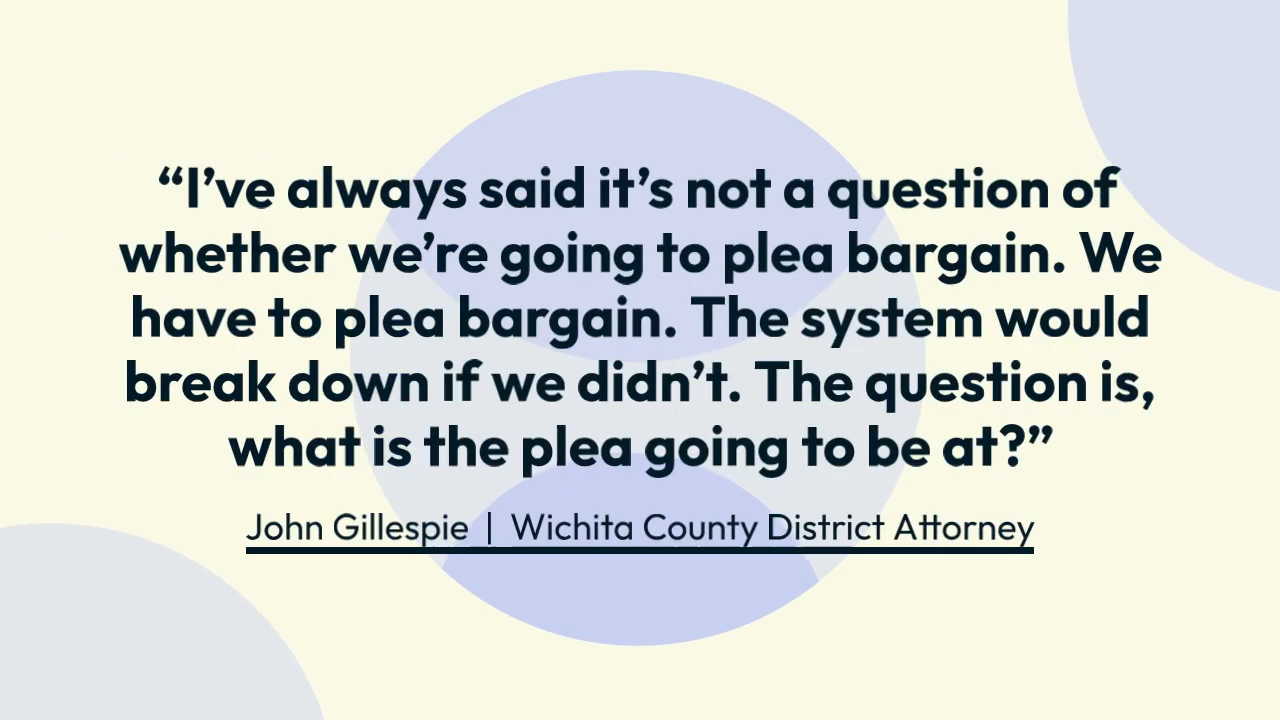 “I’ve always said it’s not a question of
whether we’re going to plea bargain. We
have to plea bargain. The system would
break down if we didn’t. The question is,
what is the plea going to be at?”
John Gillespie | Wichita County District Attorney